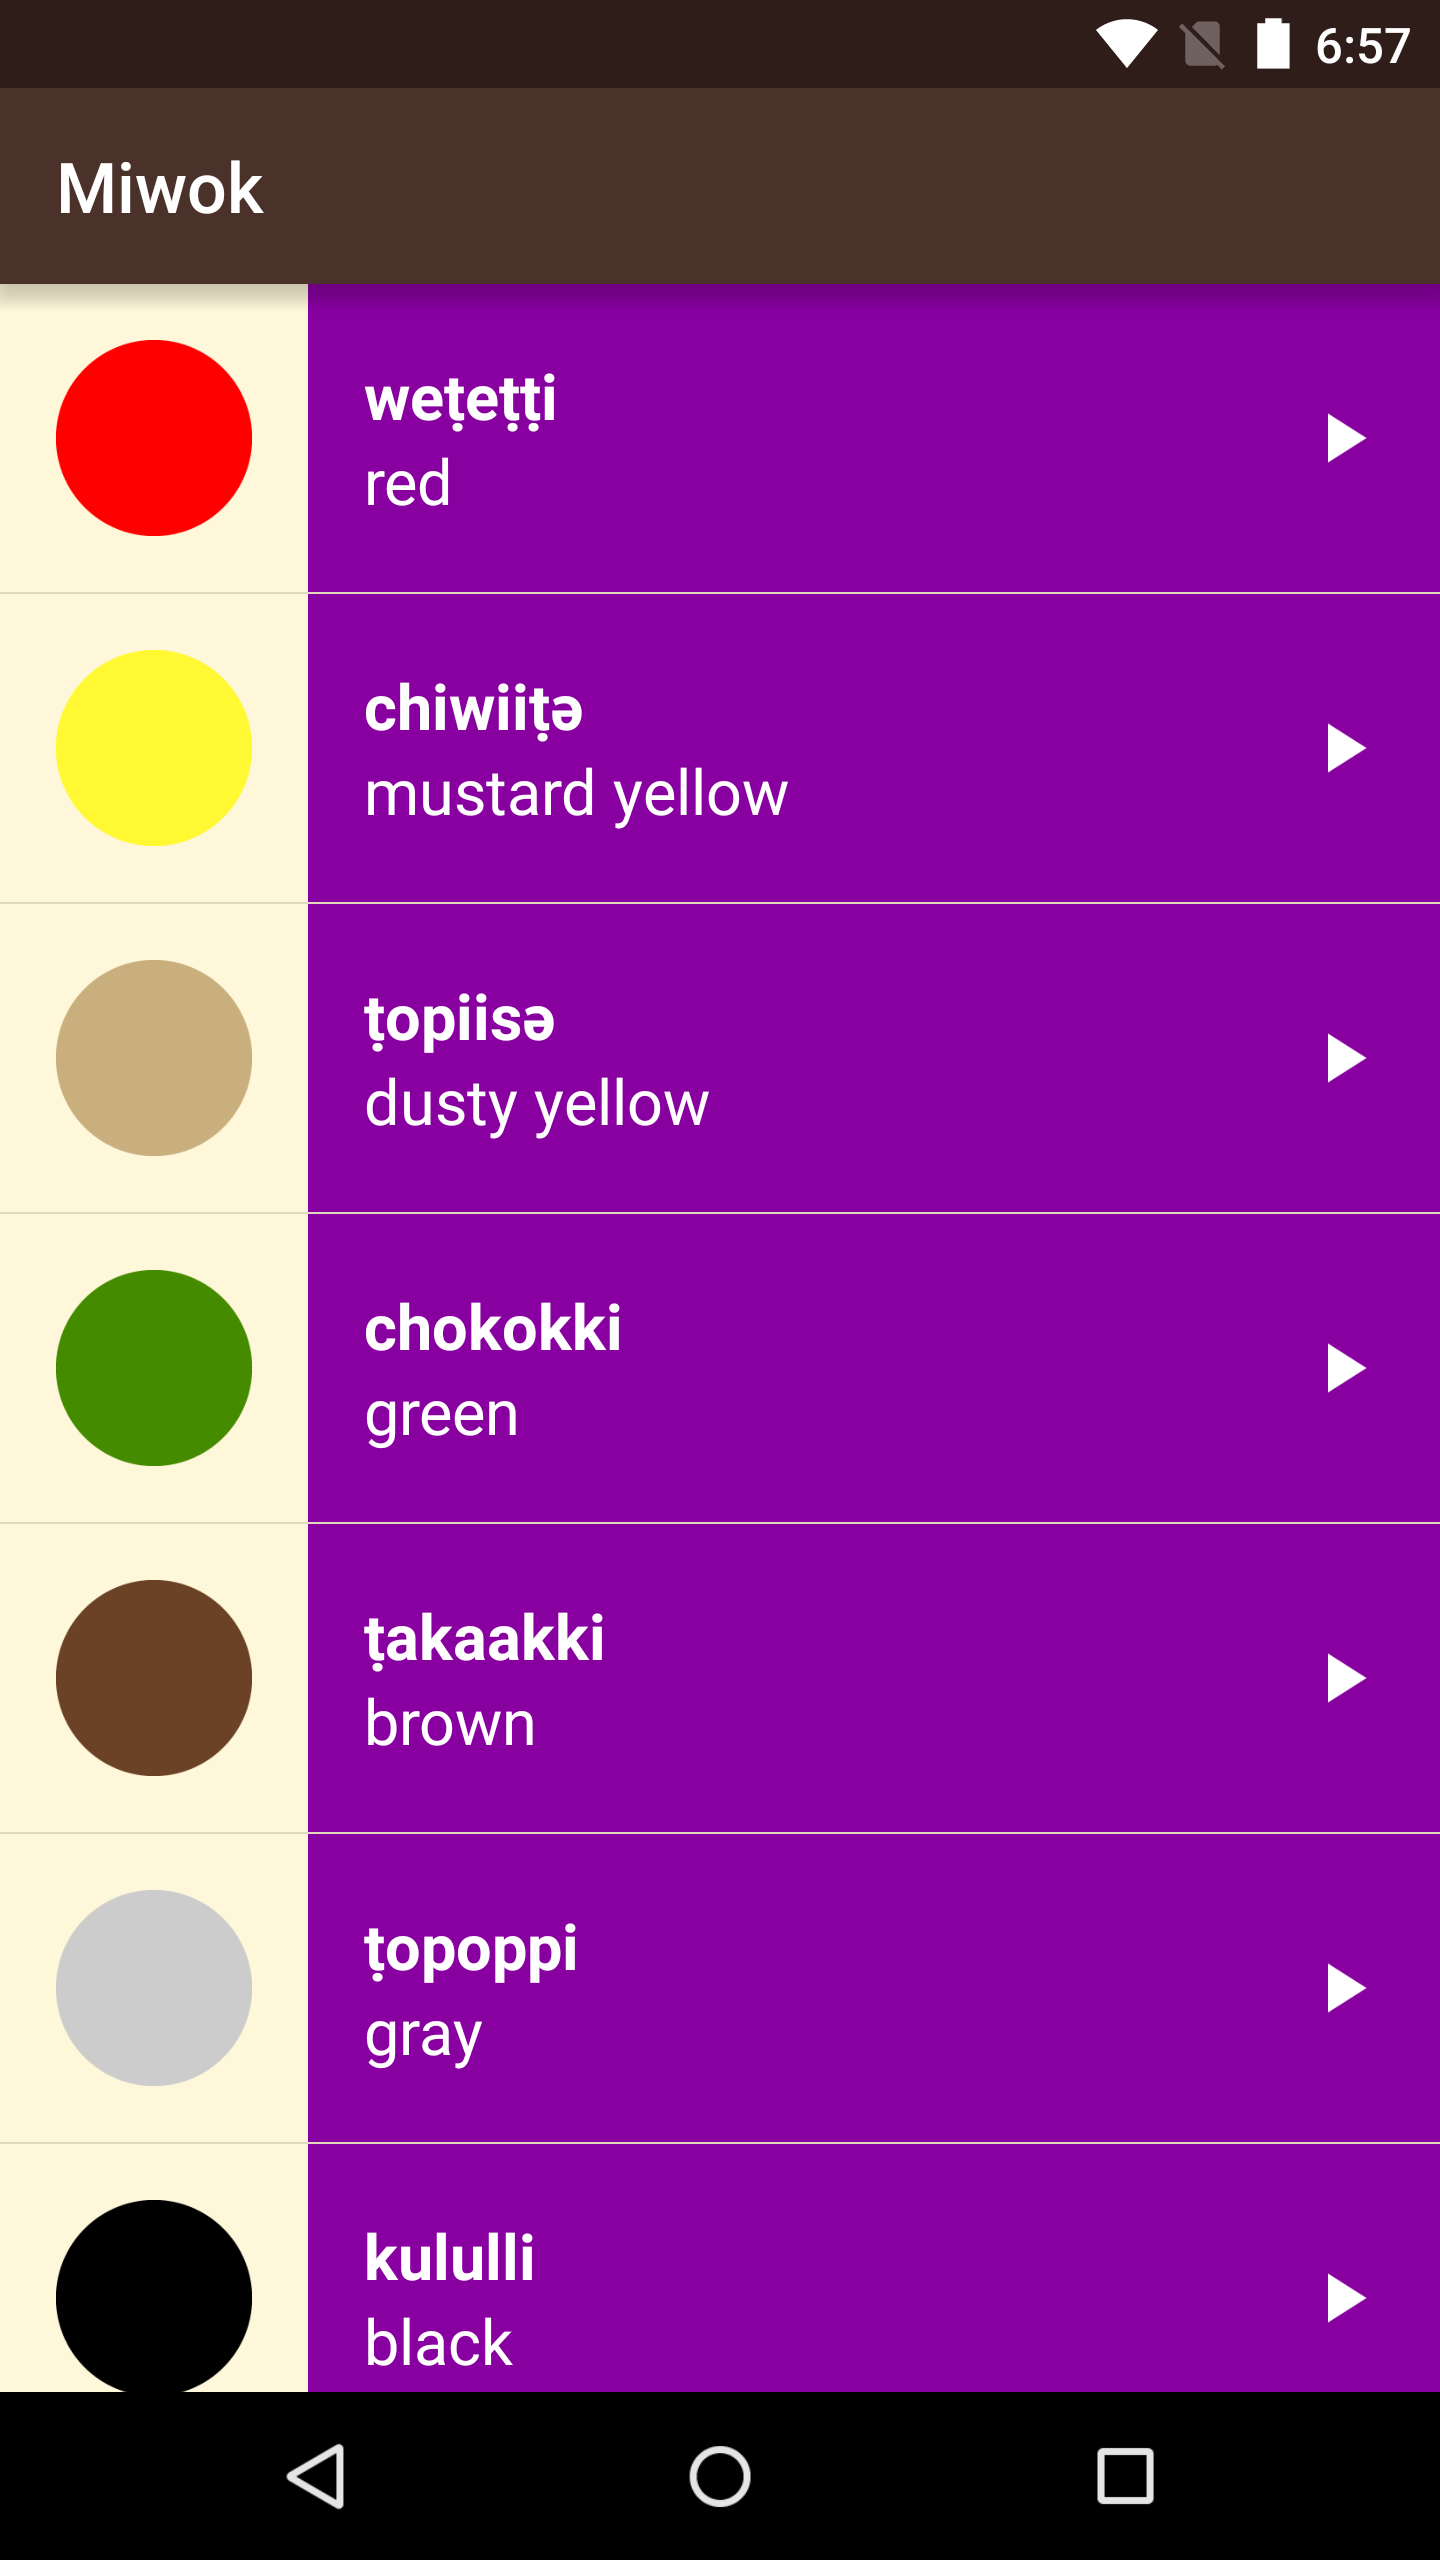 6:57
Miwok
weṭeṭṭi
red
chiwiiṭə
mustard yellow
ṭopiisə
dusty yellow
chokokki
green
ṭakaakki
brown
ṭopoppi
gray
kululli
black